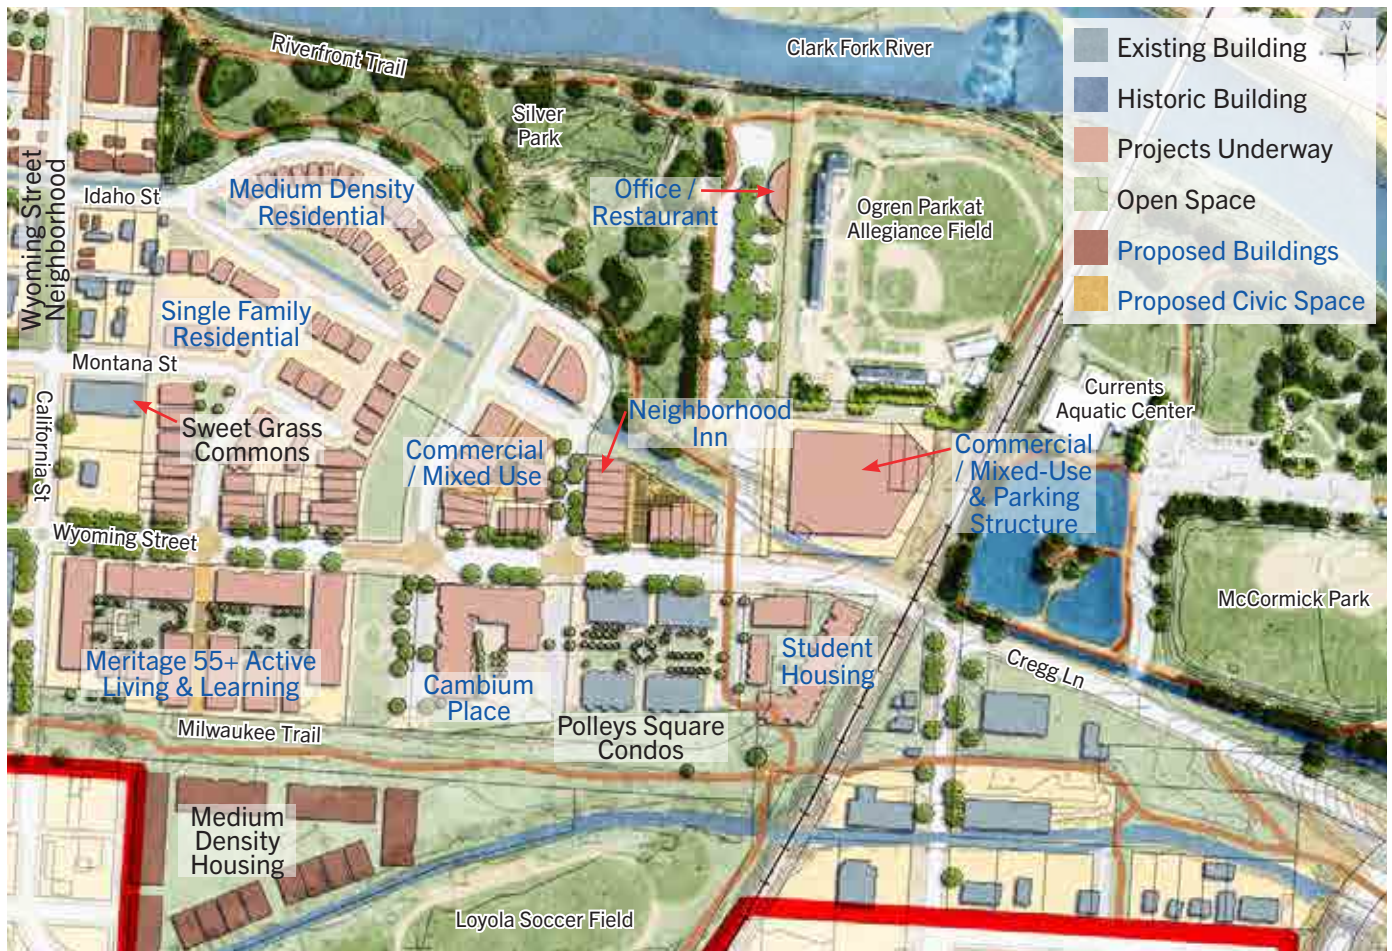 Riverfront Trail
Clark Fork River
N
Existing Building
Historic Building
Projects Underway
Open Space
Proposed Buildings
Proposed Civic Space
Silver
Park
Wyoming Street
Neighborhood
Idaho St
Medium Density
Residential
Office /
Restaurant
Ogren Park at
Allegiance Field
Single Family
Residential
Montana St
California St
Sweet Grass
Commons
Commercial
/ Mixed Use
Neighborhood
Inn
Currents
Aquatic Center
Commercial
/ Mixed-Use
& Parking
Structure
Wyoming Street
McCormick Park
Meritage 55+ Active
Living & Learning
Cambium
Place
Student
Housing
Cregg Ln
Polleys Square
Condos
Milwaukee Trail
Medium
Density
Housing
Loyola Soccer Field